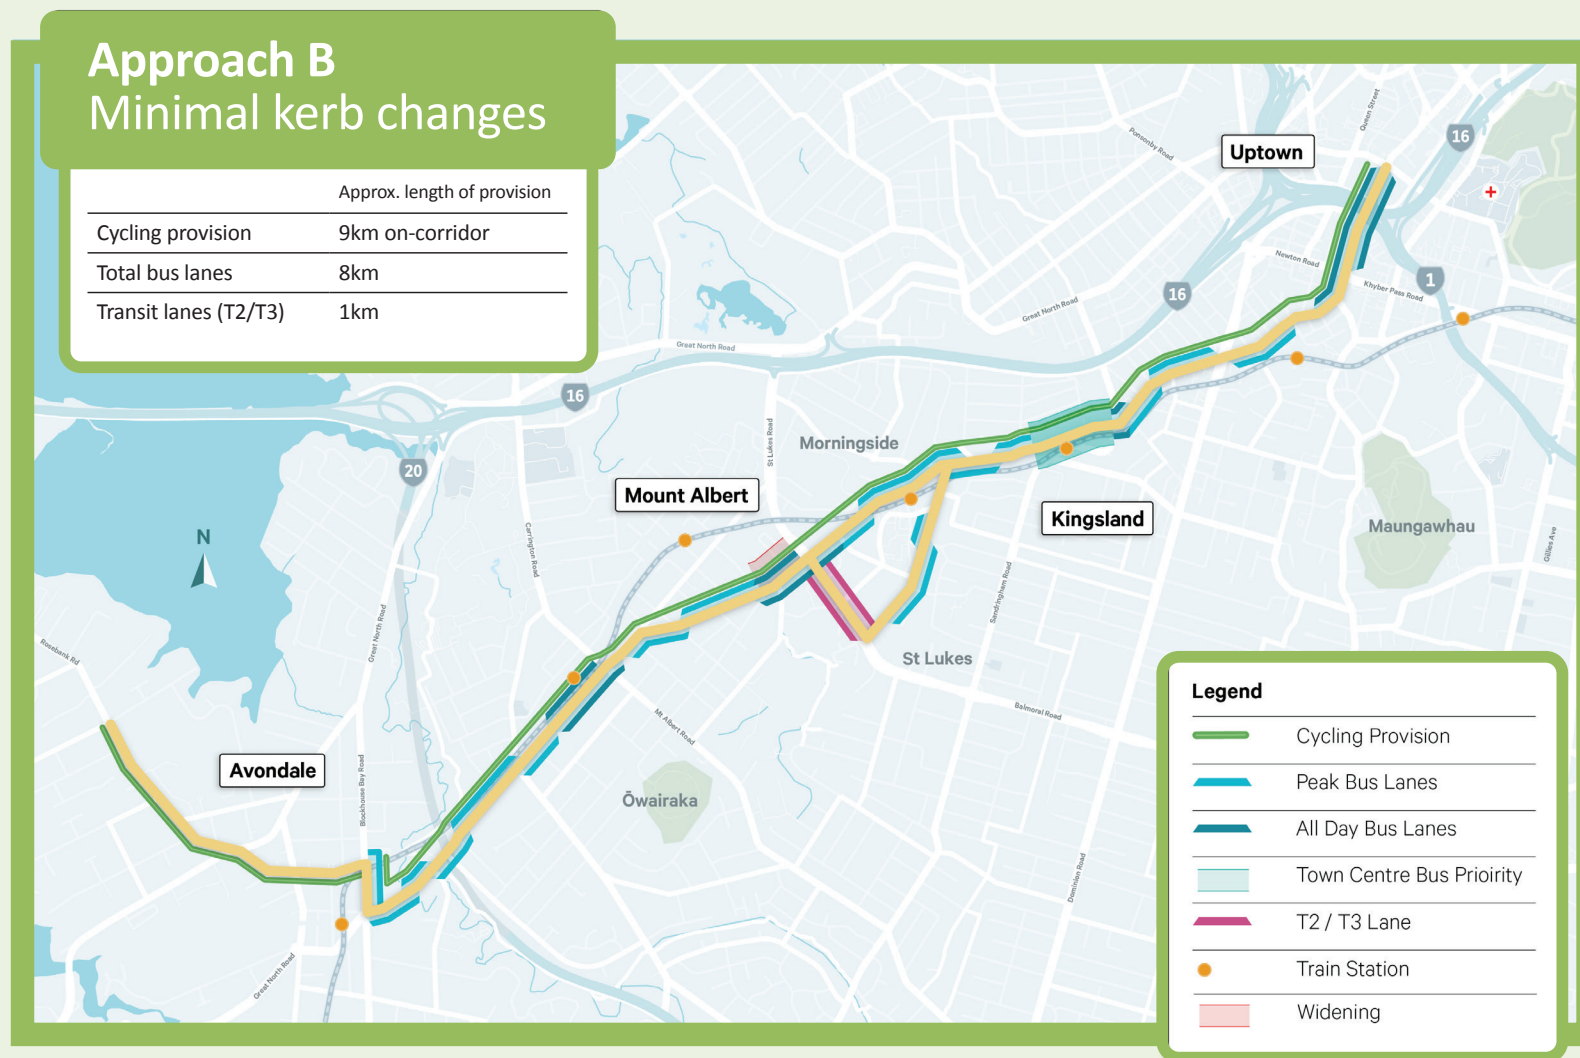 Approach B
Minimal kerb changes
Approx. length of provision
Cycling provision 9km on-corridor
Total bus lanes 8km
Transit lanes (T2/T3) 1km
Uptown
Queen Street
16
Ponsonby Road
Newton Road
1
Khyber Pass Road
16
Great North Road
Great North Road
16
St Lukes Road
Morningside
20
Mount Albert
Kingsland
Maungawhau
Gillies Ave
N
Carrington Road
Sandringham Road
Great North Road
Rosebank Rd
St Lukes
Balmoral Road
Mt Albert Road
Avondale
Blockhouse Bay Road
Ōwairaka
Dominion Road
Great North Road
Legend
Cycling Provision
Peak Bus Lanes
All Day Bus Lanes
Town Centre Bus Prioirity
T2 / T3 Lane
Train Station
Widening